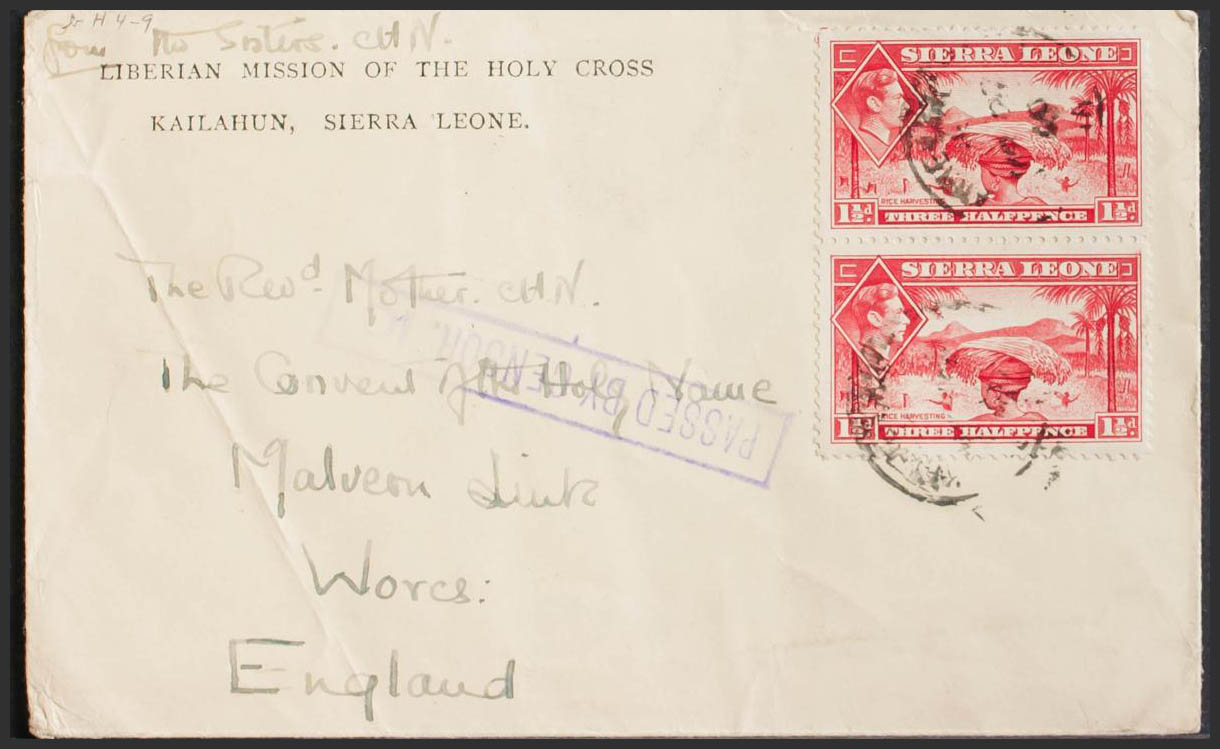 from the Sisters. CHN.
LIBERIAN MISSION OF THE HOLY CROSS
KAILAHUN, SIERRA LEONE.
SIERRA LEONE
RICE HARVESTING
1½d. THREE HALFPENCE 1½d.
SIERRA LEONE
RICE HARVESTING
1½d. THREE HALFPENCE 1½d.
The Revd. Mother. CHN.
The Convent of the Holy Name
Malvern Link
Worcs:
England
PASSED BY CENSOR.